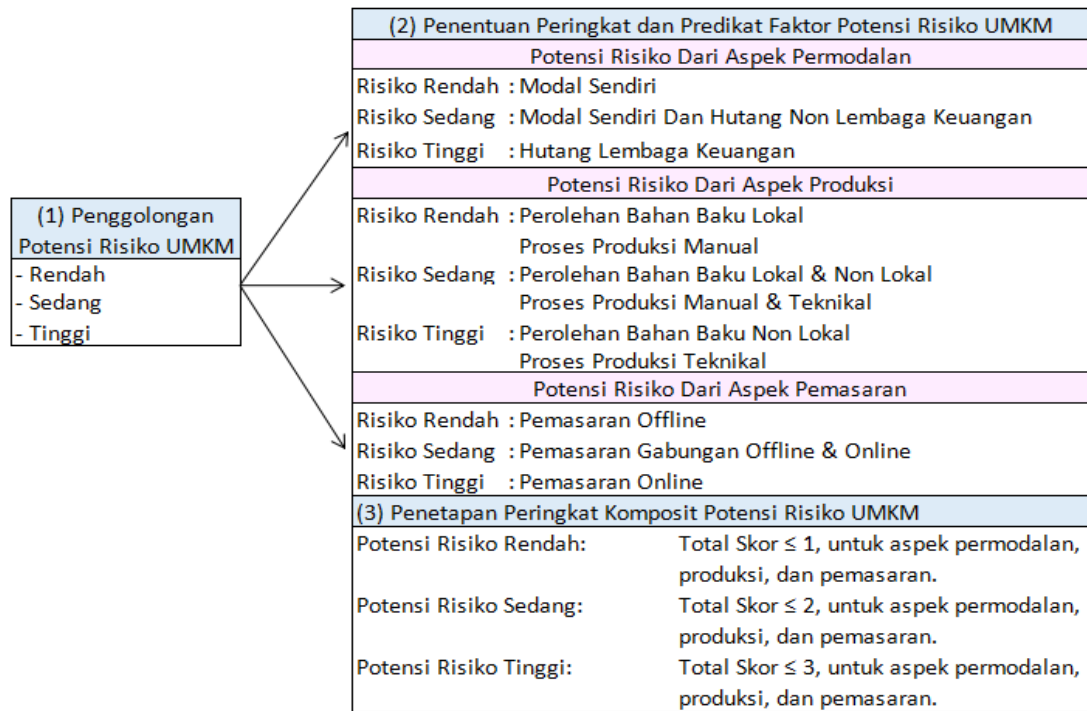 (1) Penggolongan
Potensi Risiko UMKM
- Rendah
- Sedang
- Tinggi
(2) Penentuan Peringkat dan Predikat Faktor Potensi Risiko UMKM
Potensi Risiko Dari Aspek Permodalan
Risiko Rendah : Modal Sendiri
Risiko Sedang : Modal Sendiri Dan Hutang Non Lembaga Keuangan
Risiko Tinggi : Hutang Lembaga Keuangan
Potensi Risiko Dari Aspek Produksi
Risiko Rendah : Perolehan Bahan Baku Lokal
Proses Produksi Manual
Risiko Sedang : Perolehan Bahan Baku Lokal & Non Lokal
Proses Produksi Manual & Teknikal
Risiko Tinggi : Perolehan Bahan Baku Non Lokal
Proses Produksi Teknikal
Potensi Risiko Dari Aspek Pemasaran
Risiko Rendah : Pemasaran Offline
Risiko Sedang : Pemasaran Gabungan Offline & Online
Risiko Tinggi : Pemasaran Online
(3) Penetapan Peringkat Komposit Potensi Risiko UMKM
Potensi Risiko Rendah: Total Skor ≤ 1, untuk aspek permodalan,
produksi, dan pemasaran.
Potensi Risiko Sedang: Total Skor ≤ 2, untuk aspek permodalan,
produksi, dan pemasaran.
Potensi Risiko Tinggi: Total Skor ≤ 3, untuk aspek permodalan,
produksi, dan pemasaran.